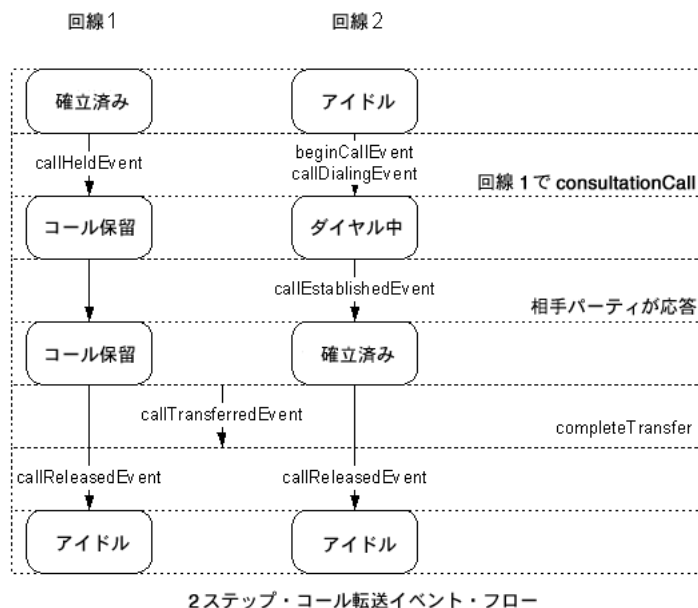 回線1 回線2
確立済み アイドル
callHeldEvent beginCallEvent
callDialingEvent
回線 1 で consultationCall
コール保留 ダイヤル中
callEstablishedEvent
相手パーティが応答
コール保留 確立済み
callTransferredEvent
completeTransfer
callReleasedEvent callReleasedEvent
アイドル アイドル
2ステップ・コール転送イベント・フロー